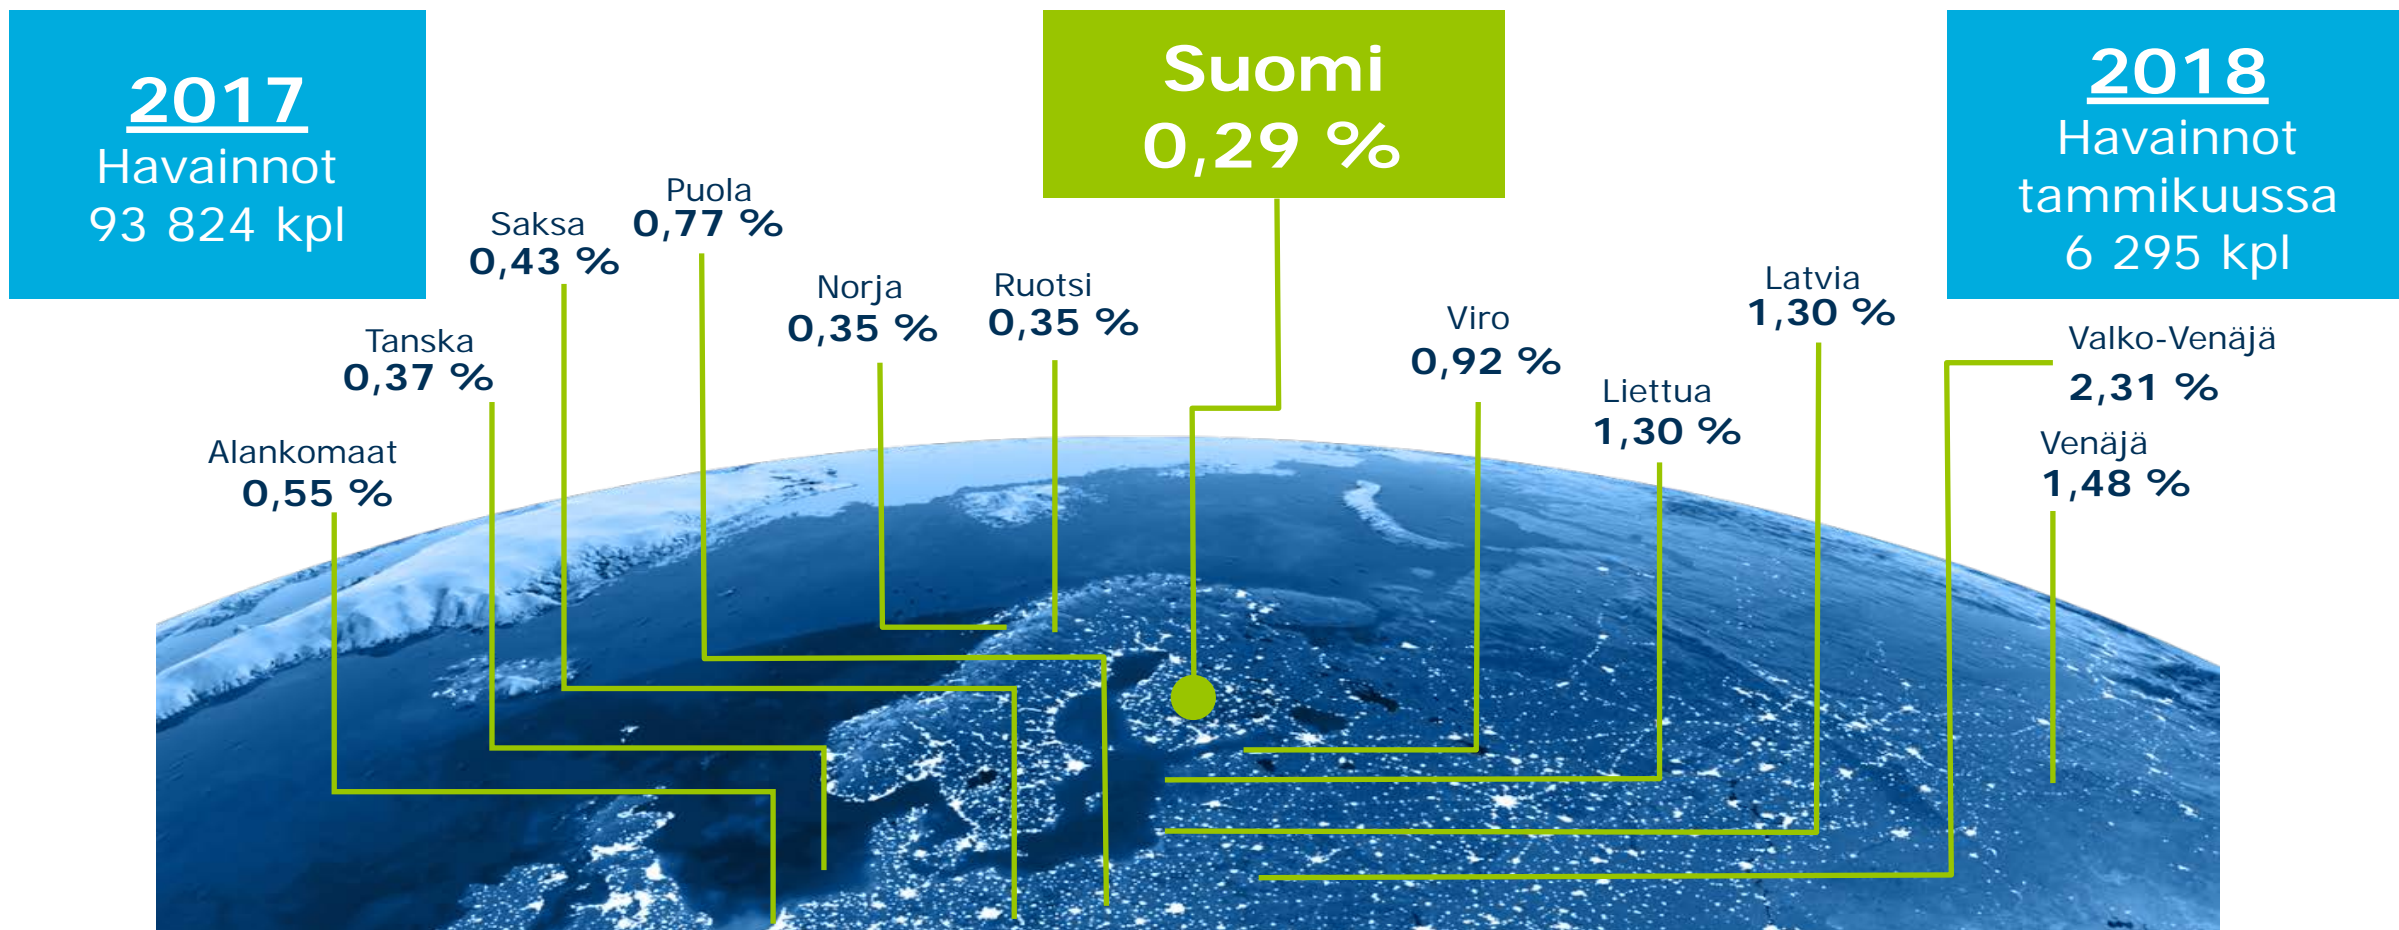 2017
Havainnot
93 824 kpl
Suomi
0,29 %
2018
Havainnot
tammikuussa
6 295 kpl
Puola
0,77 %
Saksa
0,43 %
Norja
0,35 %
Ruotsi
0,35 %
Latvia
1,30 %
Viro
0,92 %
Tanska
0,37 %
Valko-Venäjä
2,31 %
Liettua
1,30 %
Alankomaat
0,55 %
Venäjä
1,48 %